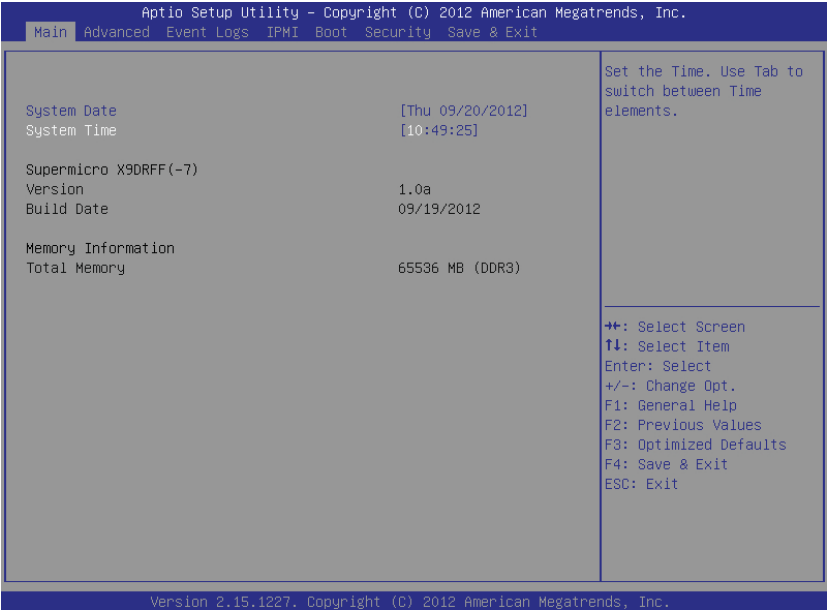 Aptio Setup Utility – Copyright (C) 2012 American Megatrends, Inc.
Main Advanced Event Logs IPMI Boot Security Save & Exit
Set the Time. Use Tab to
switch between Time
elements.
System Date [Thu 09/20/2012]
System Time [10:49:25]
Supermicro X9DRFF(-7)
Version 1.0a
Build Date 09/19/2012
Memory Information
Total Memory 65536 MB (DDR3)
→←: Select Screen
↑↓: Select Item
Enter: Select
+/-: Change Opt.
F1: General Help
F2: Previous Values
F3: Optimized Defaults
F4: Save & Exit
ESC: Exit
Version 2.15.1227. Copyright (C) 2012 American Megatrends, Inc.